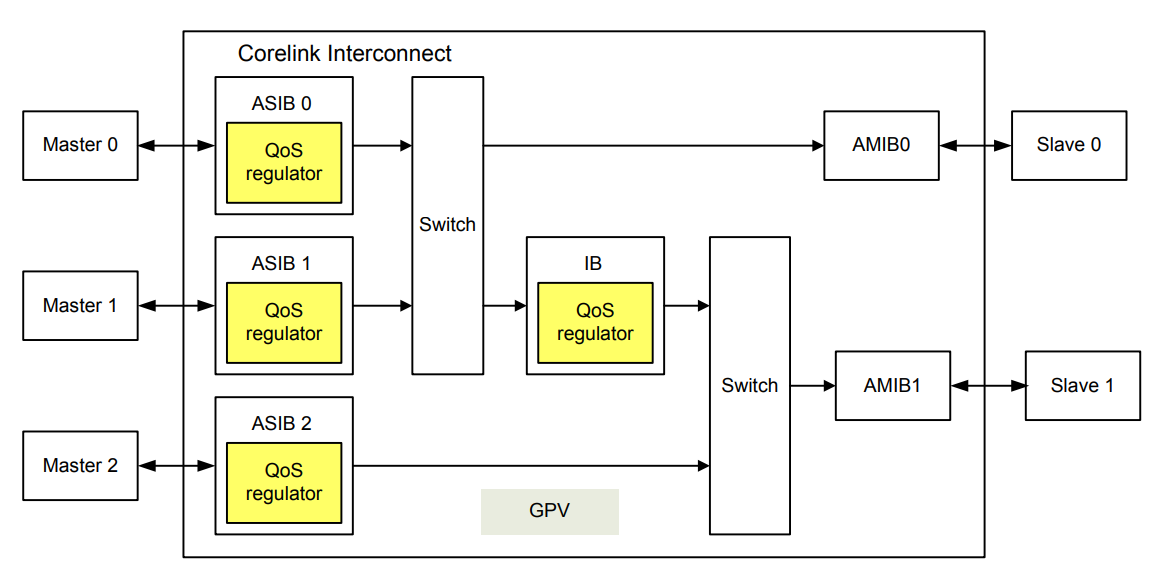 Corelink Interconnect
ASIB 0
QoS
regulator
Master 0
Switch
AMIB0
Slave 0
ASIB 1
QoS
regulator
Master 1
IB
QoS
regulator
Switch
AMIB1
Slave 1
ASIB 2
QoS
regulator
Master 2
GPV